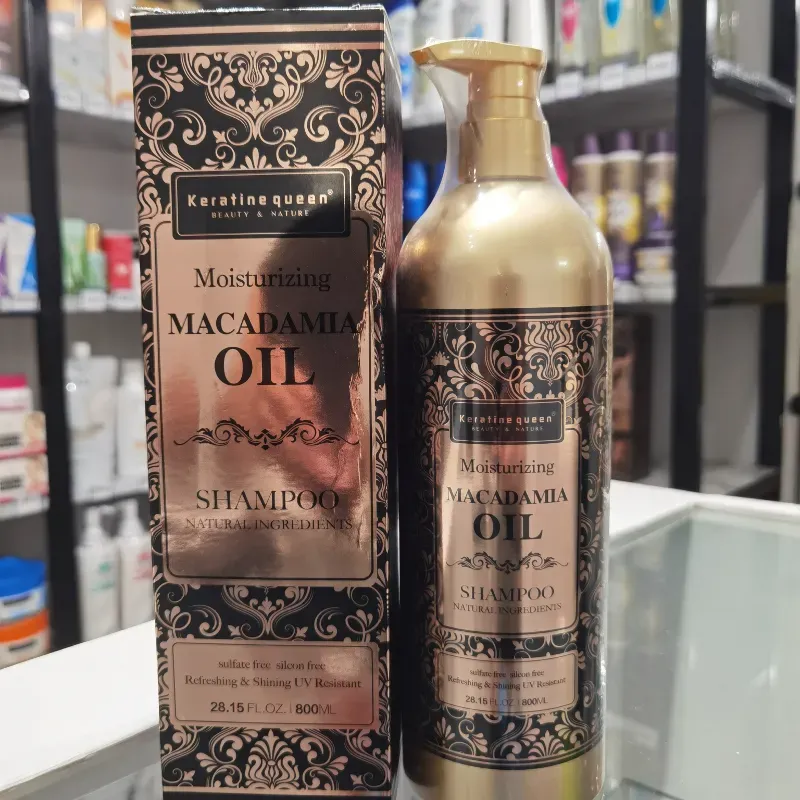 Keratine queen®
BEAUTY & NATURE
Moisturizing
MACADAMIA
OIL
SHAMPOO
NATURAL INGREDIENTS
sulfate free silcon free
Refreshing & Shining UV Resistant
28.15 FL.OZ. | 800ML
Keratine queen®
BEAUTY & NATURE
Moisturizing
MACADAMIA
OIL
SHAMPOO
NATURAL INGREDIENTS
sulfate free silcon free
Refreshing & Shining UV Resistant
28.15 FL.OZ. | 800ML